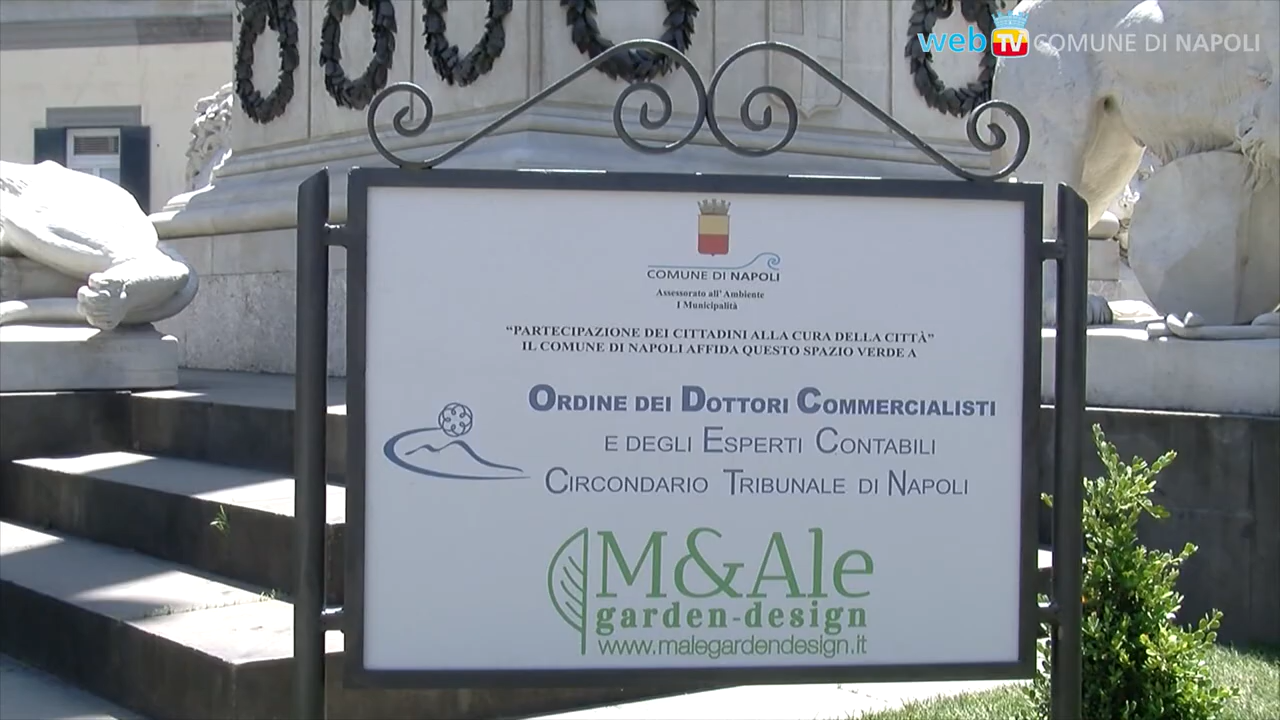 web TV COMUNE DI NAPOLI
COMUNE DI NAPOLI
Assessorato all'Ambiente
I Municipalità
“PARTECIPAZIONE DEI CITTADINI ALLA CURA DELLA CITTÀ”
IL COMUNE DI NAPOLI AFFIDA QUESTO SPAZIO VERDE A
ORDINE DEI DOTTORI COMMERCIALISTI
E DEGLI ESPERTI CONTABILI
CIRCONDARIO TRIBUNALE DI NAPOLI
M&Ale
garden-design
www.malegardendesign.it